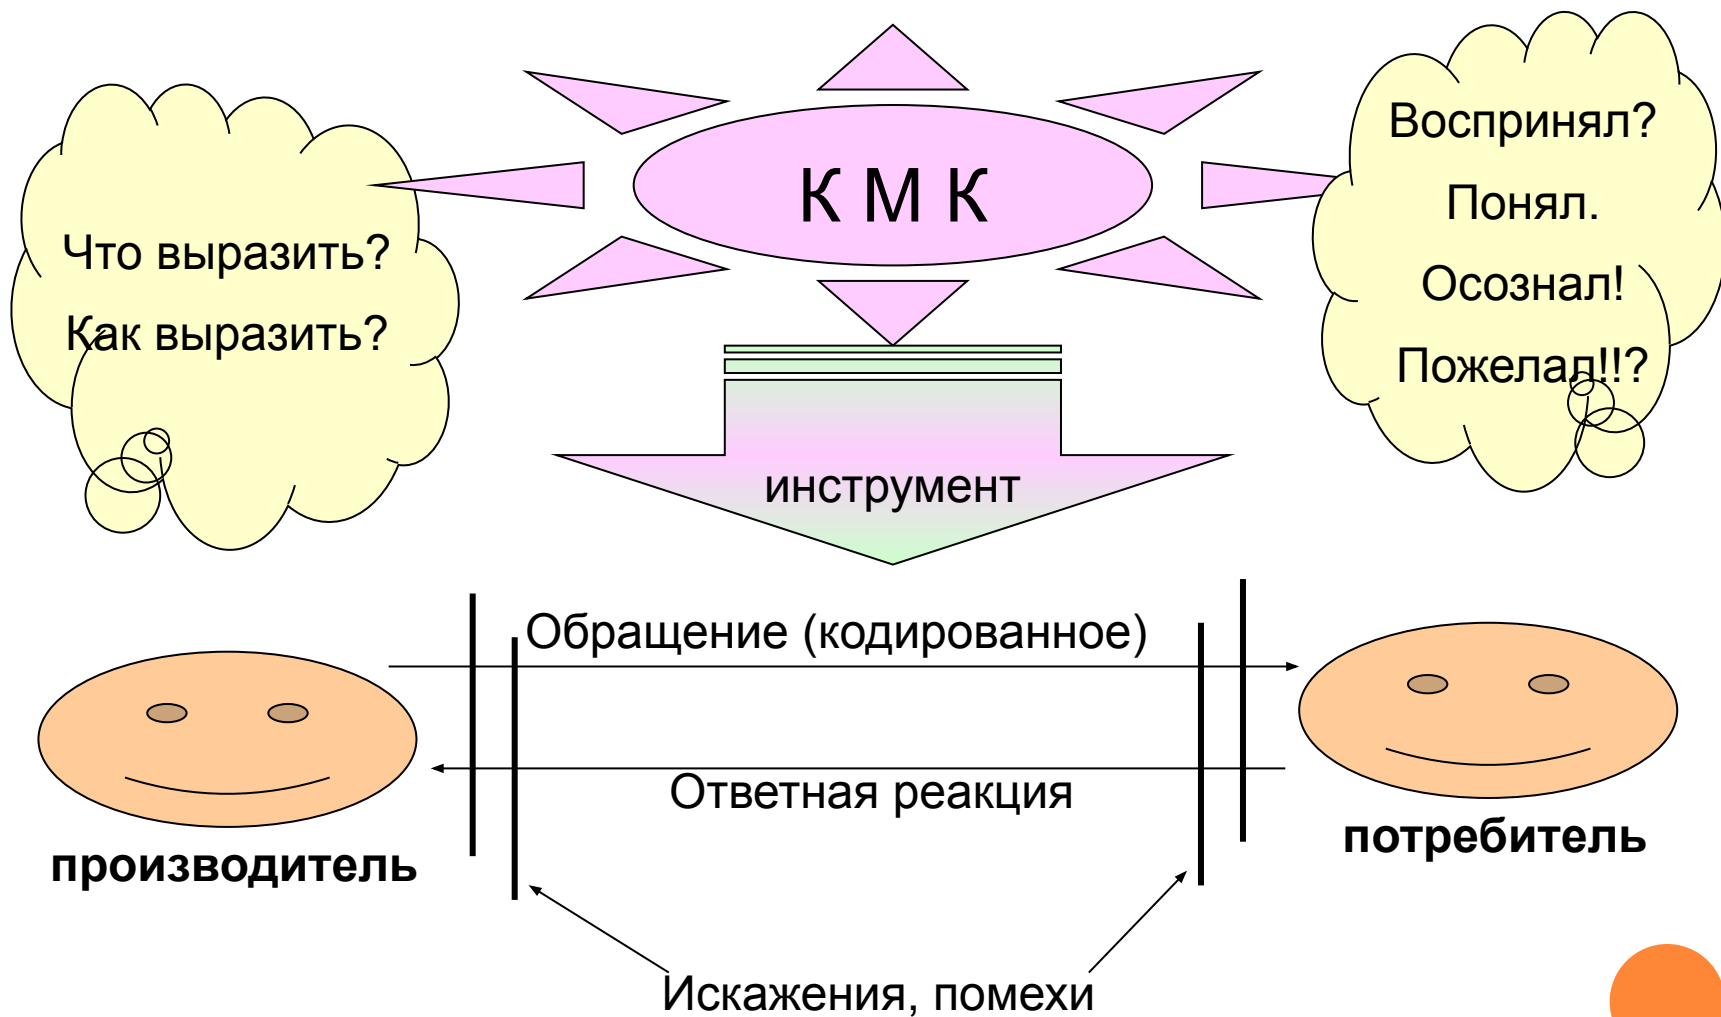 К М К
Что выразить?
Как выразить?
Воспринял?
Понял.
Осознал!
Пожелал!!?
инструмент
Обращение (кодированное)
Ответная реакция
производитель
потребитель
Искажения, помехи